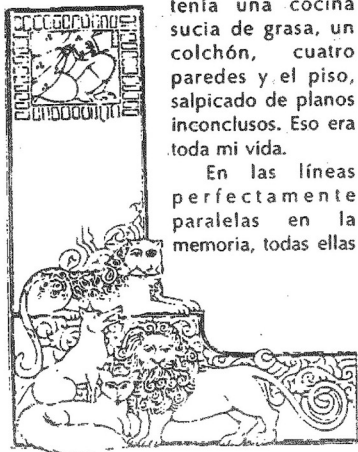 tenía una cocina
sucia de grasa, un
colchón, cuatro
paredes y el piso,
salpicado de planos
inconclusos. Eso era
toda mi vida.
En las líneas
perfectamente
paralelas en la
memoria, todas ellas